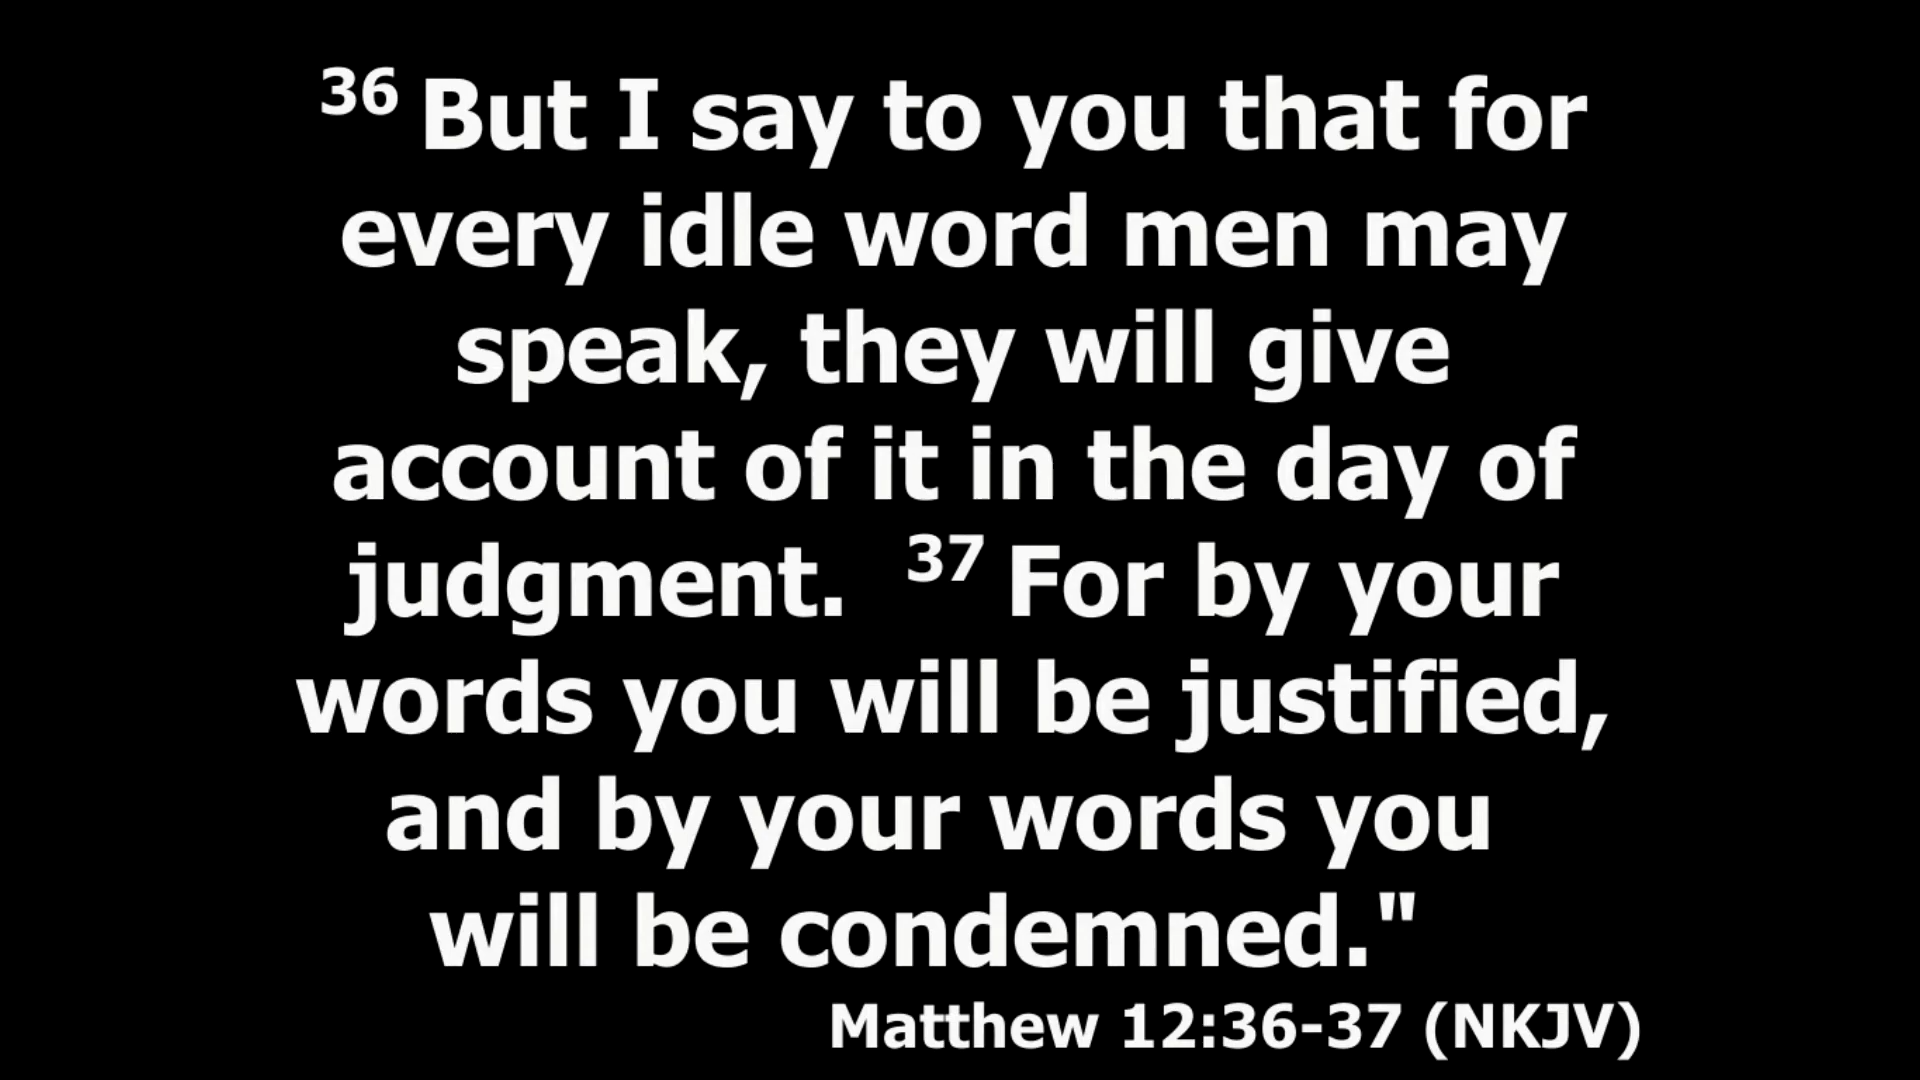 36 But I say to you that for
every idle word men may
speak, they will give
account of it in the day of
judgment. 37 For by your
words you will be justified,
and by your words you
will be condemned."
Matthew 12:36-37 (NKJV)